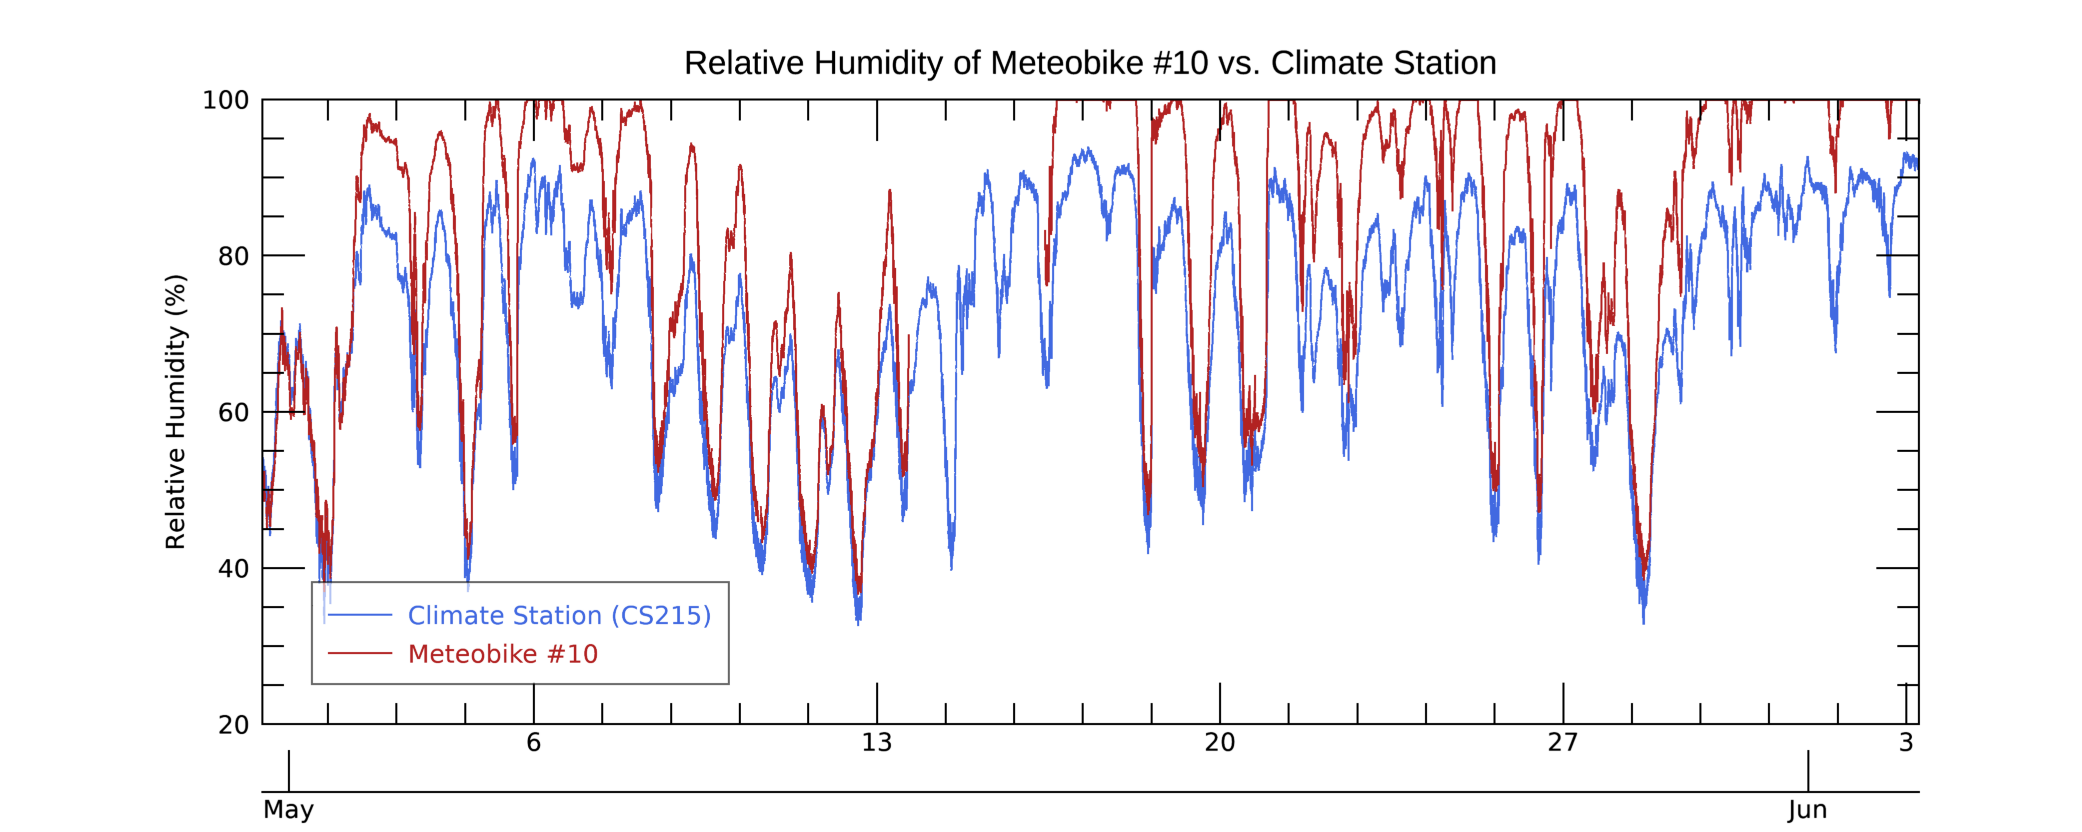 Relative Humidity of Meteobike #10 vs. Climate Station
Relative Humidity (%)
100
80
60
40
20
Climate Station (CS215)
Meteobike #10
6 13 20 27 3
May Jun